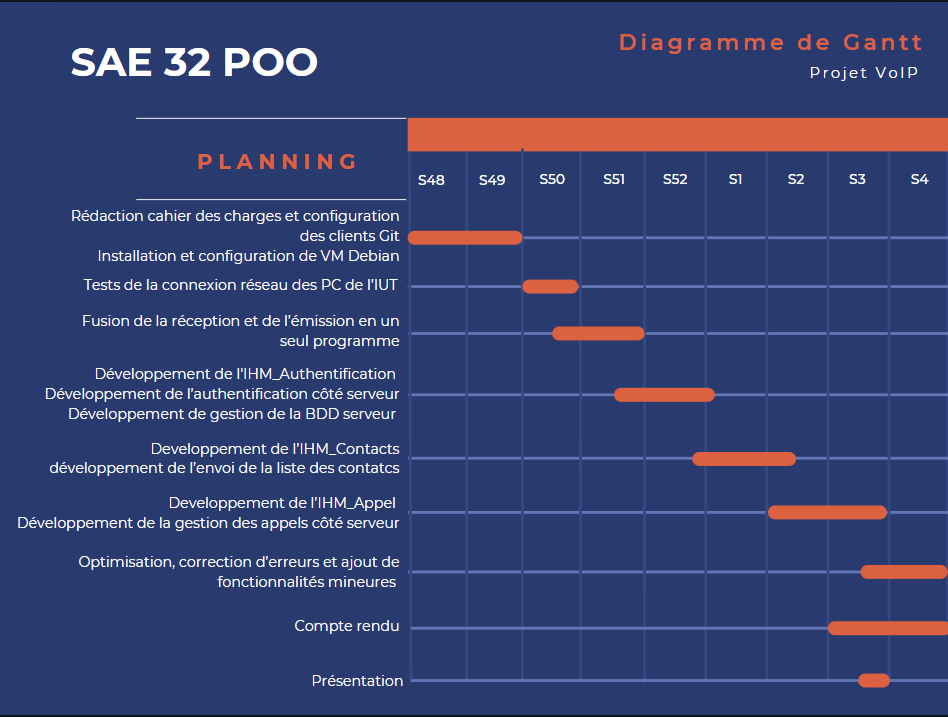 SAE 32 POO
Diagramme de Gantt
Projet VoIP
PLANNING
S48 S49 S50 S51 S52 S1 S2 S3 S4
Rédaction cahier des charges et configuration
des clients Git
Installation et configuration de VM Debian
Tests de la connexion réseau des PC de l'IUT
Fusion de la réception et de l'émission en un
seul programme
Développement de l'IHM_Authentification
Développement de l'authentification côté serveur
Développement de gestion de la BDD serveur
Developpement de l'IHM_Contacts
développement de l'envoi de la liste des contatcs
Developpement de l'IHM_Appel
Développement de la gestion des appels côté serveur
Optimisation, correction d'erreurs et ajout de
fonctionnalités mineures
Compte rendu
Présentation